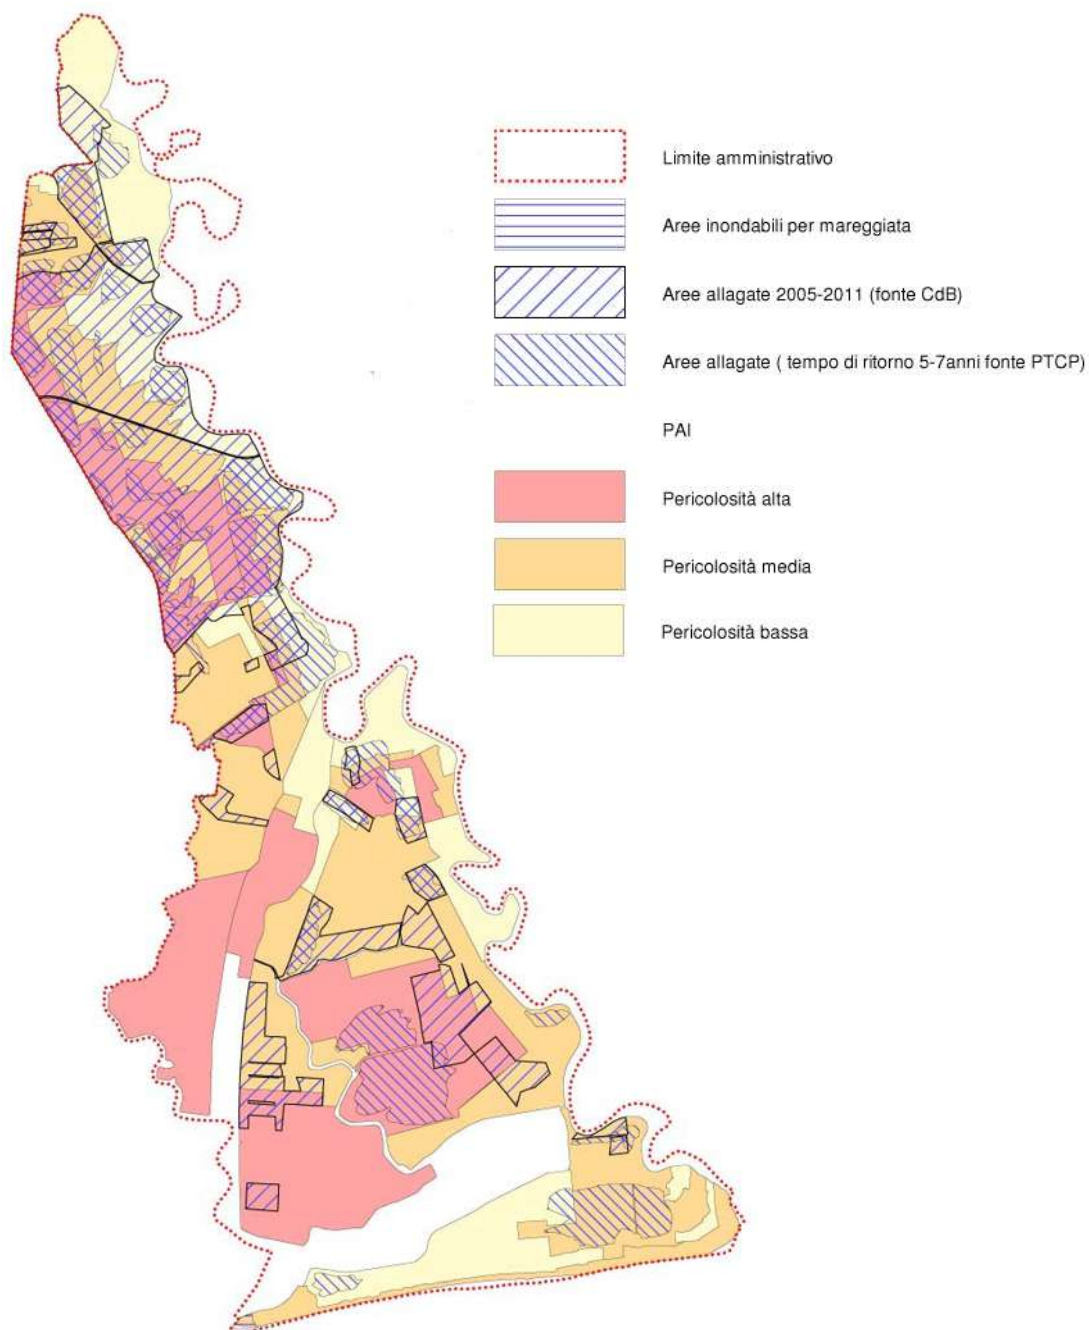 Limite amministrativo
Aree inondabili per mareggiata
Aree allagate 2005-2011 (fonte CdB)
Aree allagate ( tempo di ritorno 5-7anni fonte PTCP)
PAI
Pericolosità alta
Pericolosità media
Pericolosità bassa